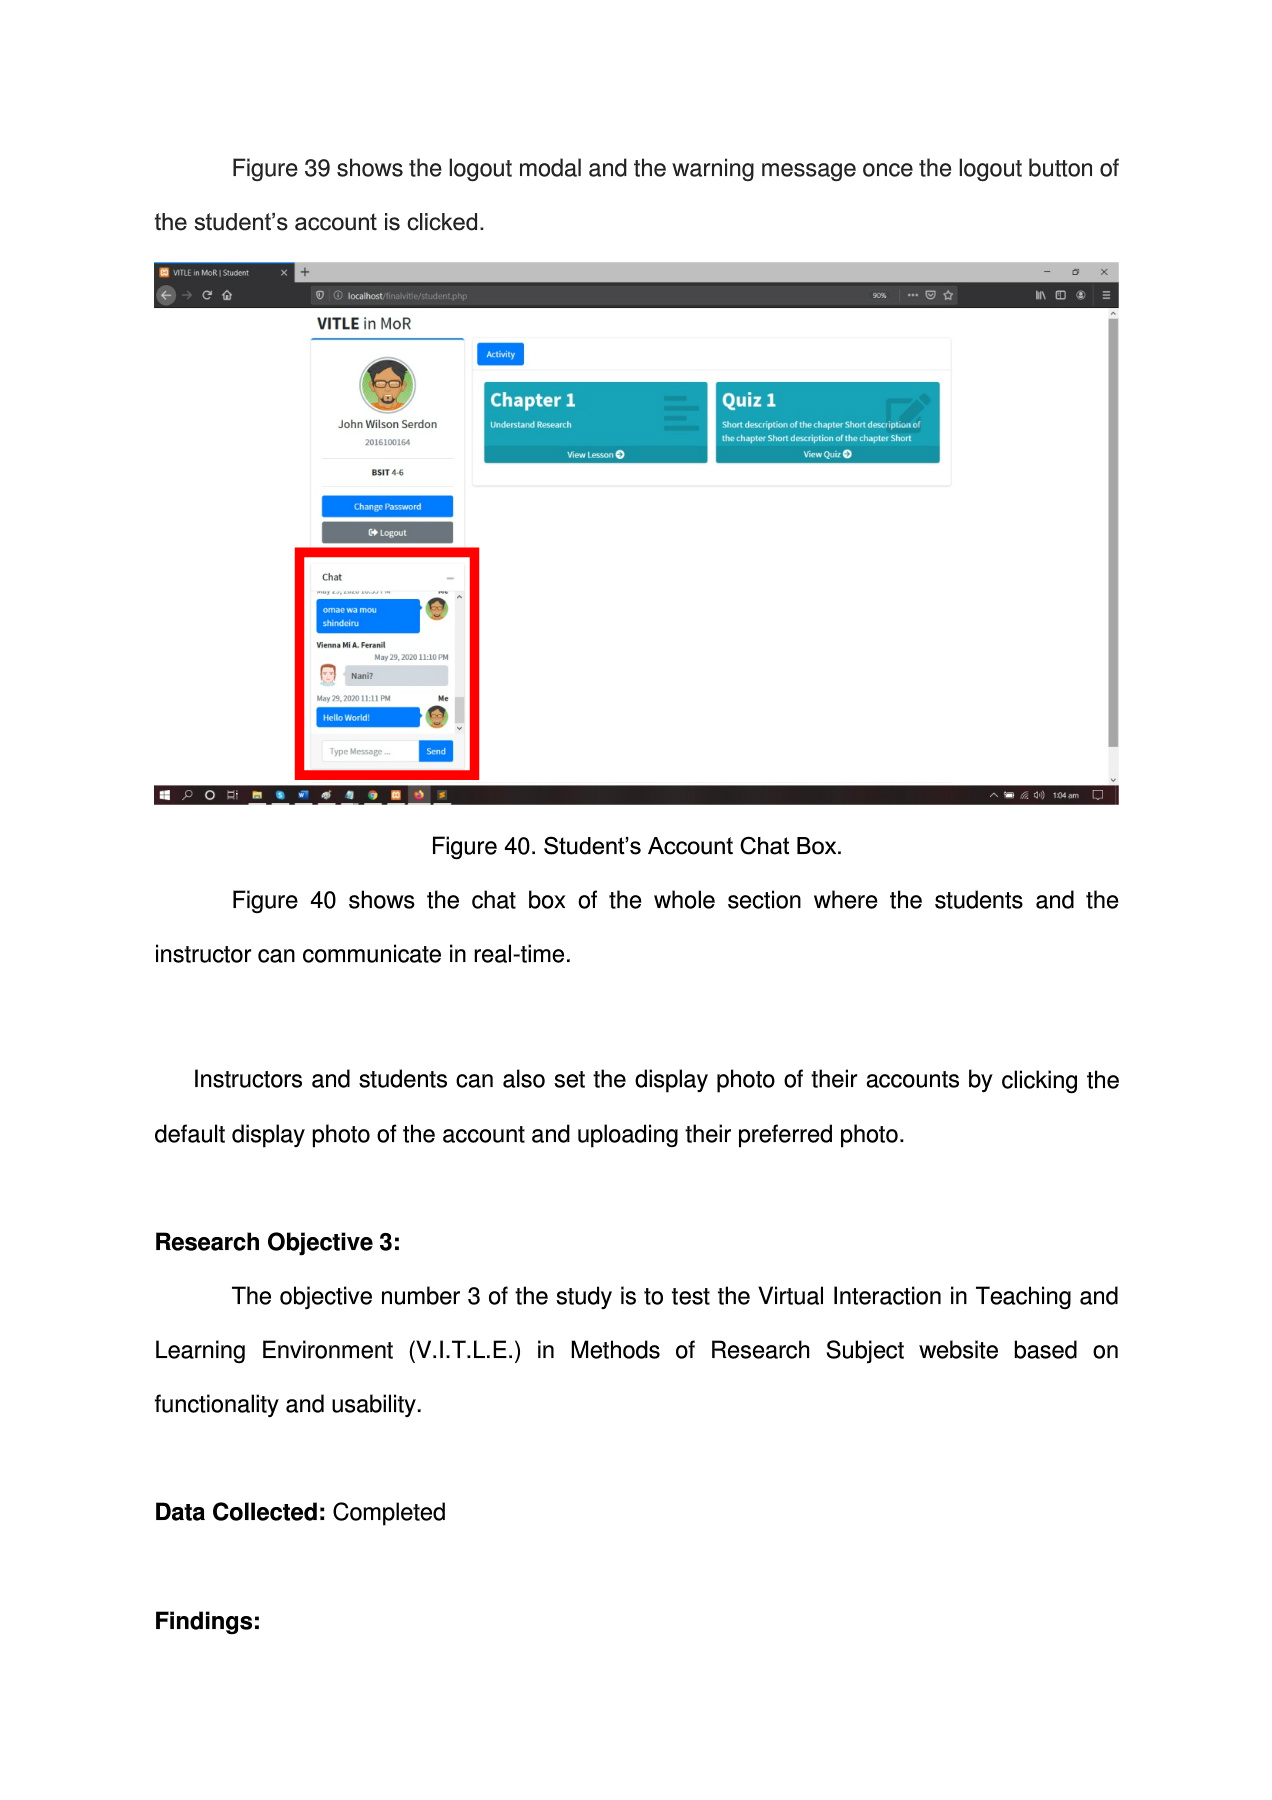 Figure 39 shows the logout modal and the warning message once the logout button of
the student's account is clicked.
VITLE in MoR | Student
localhost/finalvitle/student.php
90%
VITLE in MoR
John Wilson Serdon
2016100164
BSIT 4-6
Change Password
Logout
Activity
Chapter 1
Understand Research
View Lesson
Quiz 1
Short description of the chapter Short description of
the chapter Short description of the chapter Short
View Quiz
Chat
omae wa mou
shindeiru
Vienna Mi A. Feranil
May 29, 2020 11:10 PM
Nani?
May 29, 2020 11:11 PM Me
Hello World!
Type Message ... Send
1:04 am
Figure 40. Student's Account Chat Box.
Figure 40 shows the chat box of the whole section where the students and the
instructor can communicate in real-time.
Instructors and students can also set the display photo of their accounts by clicking the
default display photo of the account and uploading their preferred photo.
Research Objective 3:
The objective number 3 of the study is to test the Virtual Interaction in Teaching and
Learning Environment (V.I.T.L.E.) in Methods of Research Subject website based on
functionality and usability.
Data Collected: Completed
Findings: